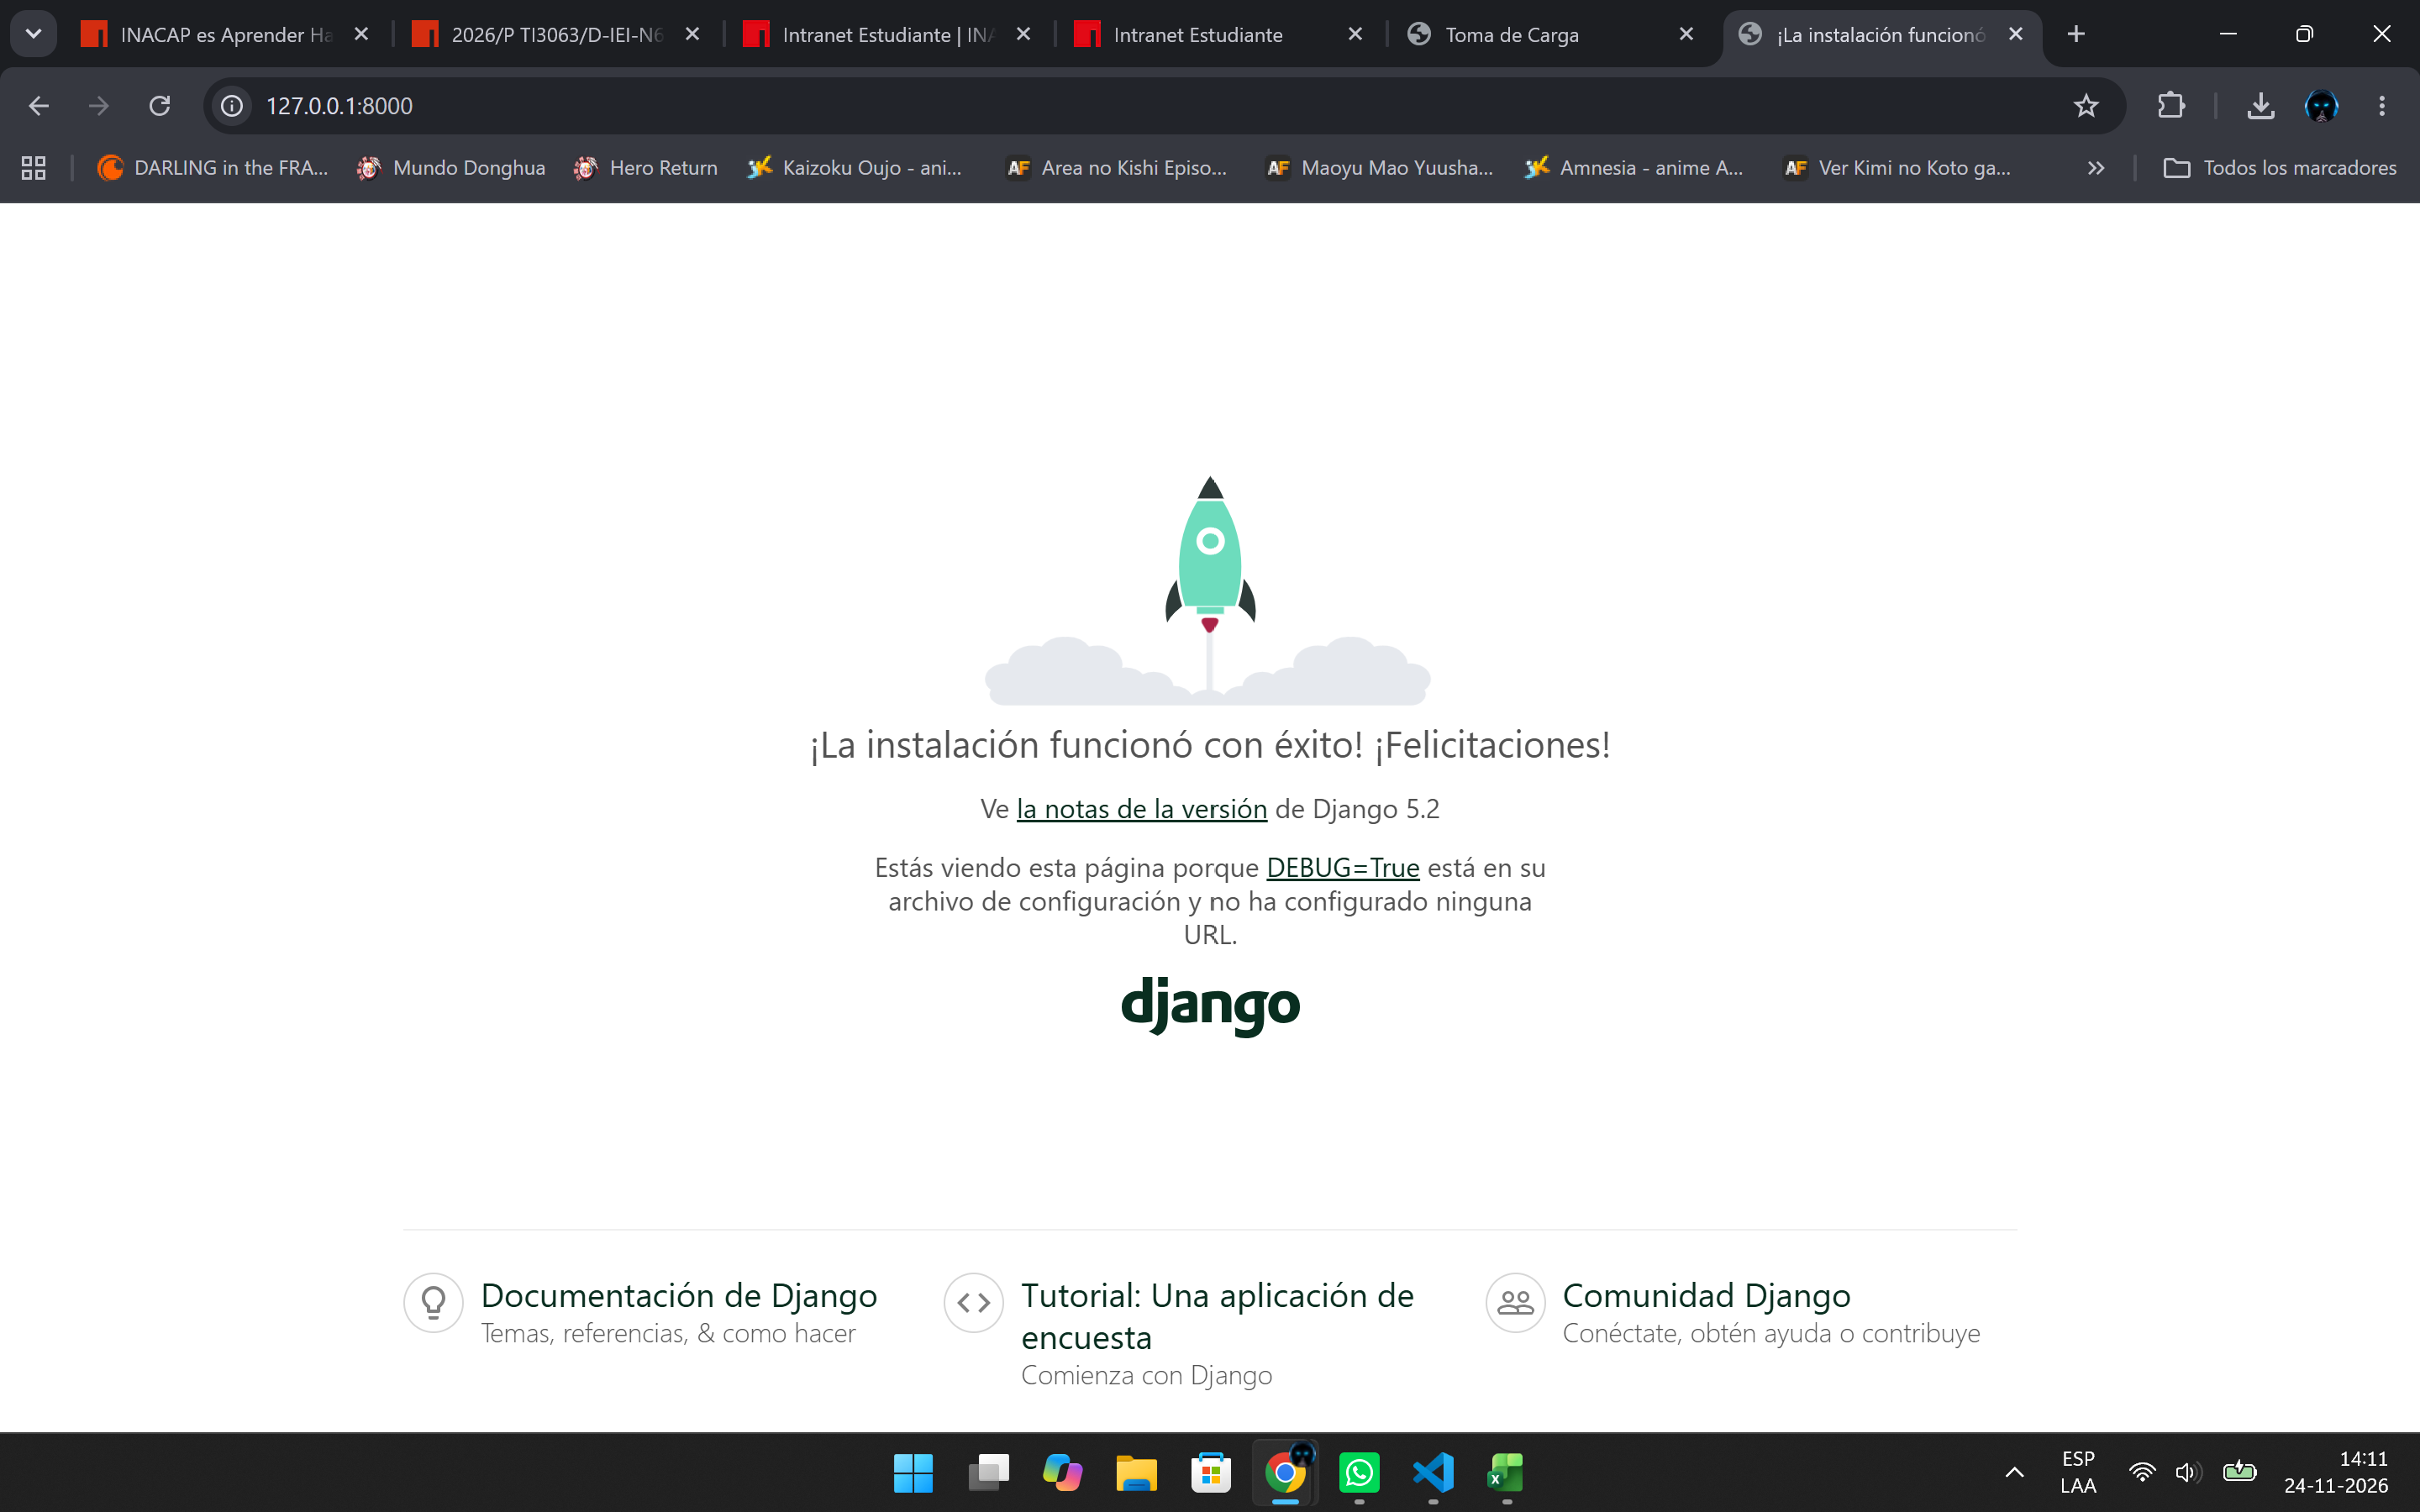 INACAP es Aprender Ha
2026/P TI3063/D-IEI-N6
Intranet Estudiante | INA
Intranet Estudiante
Toma de Carga
¡La instalación funcionó
127.0.0.1:8000
DARLING in the FRA...
Mundo Donghua
Hero Return
Kaizoku Oujo - ani...
AF Area no Kishi Episo...
AF Maoyu Mao Yuusha...
Amnesia - anime A...
AF Ver Kimi no Koto ga...
Todos los marcadores
¡La instalación funcionó con éxito! ¡Felicitaciones!
Ve la notas de la versión de Django 5.2
Estás viendo esta página porque DEBUG=True está en su
archivo de configuración y no ha configurado ninguna
URL.
django
Documentación de Django
Temas, referencias, & como hacer
Tutorial: Una aplicación de
encuesta
Comienza con Django
Comunidad Django
Conéctate, obtén ayuda o contribuye
ESP
LAA
14:11
24-11-2026